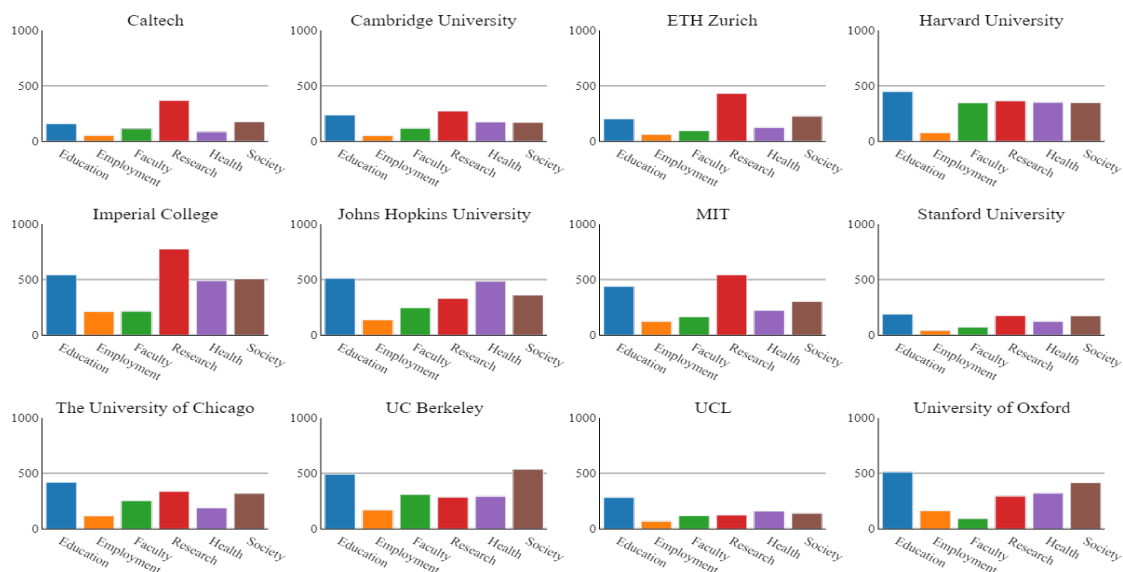 Caltech
1000
500
0
Education
Employment
Faculty
Research
Health
Society
Cambridge University
1000
500
0
Education
Employment
Faculty
Research
Health
Society
ETH Zurich
1000
500
0
Education
Employment
Faculty
Research
Health
Society
Harvard University
1000
500
0
Education
Employment
Faculty
Research
Health
Society
Imperial College
1000
500
0
Education
Employment
Faculty
Research
Health
Society
Johns Hopkins University
1000
500
0
Education
Employment
Faculty
Research
Health
Society
MIT
1000
500
0
Education
Employment
Faculty
Research
Health
Society
Stanford University
1000
500
0
Education
Employment
Faculty
Research
Health
Society
The University of Chicago
1000
500
0
Education
Employment
Faculty
Research
Health
Society
UC Berkeley
1000
500
0
Education
Employment
Faculty
Research
Health
Society
UCL
1000
500
0
Education
Employment
Faculty
Research
Health
Society
University of Oxford
1000
500
0
Education
Employment
Faculty
Research
Health
Society